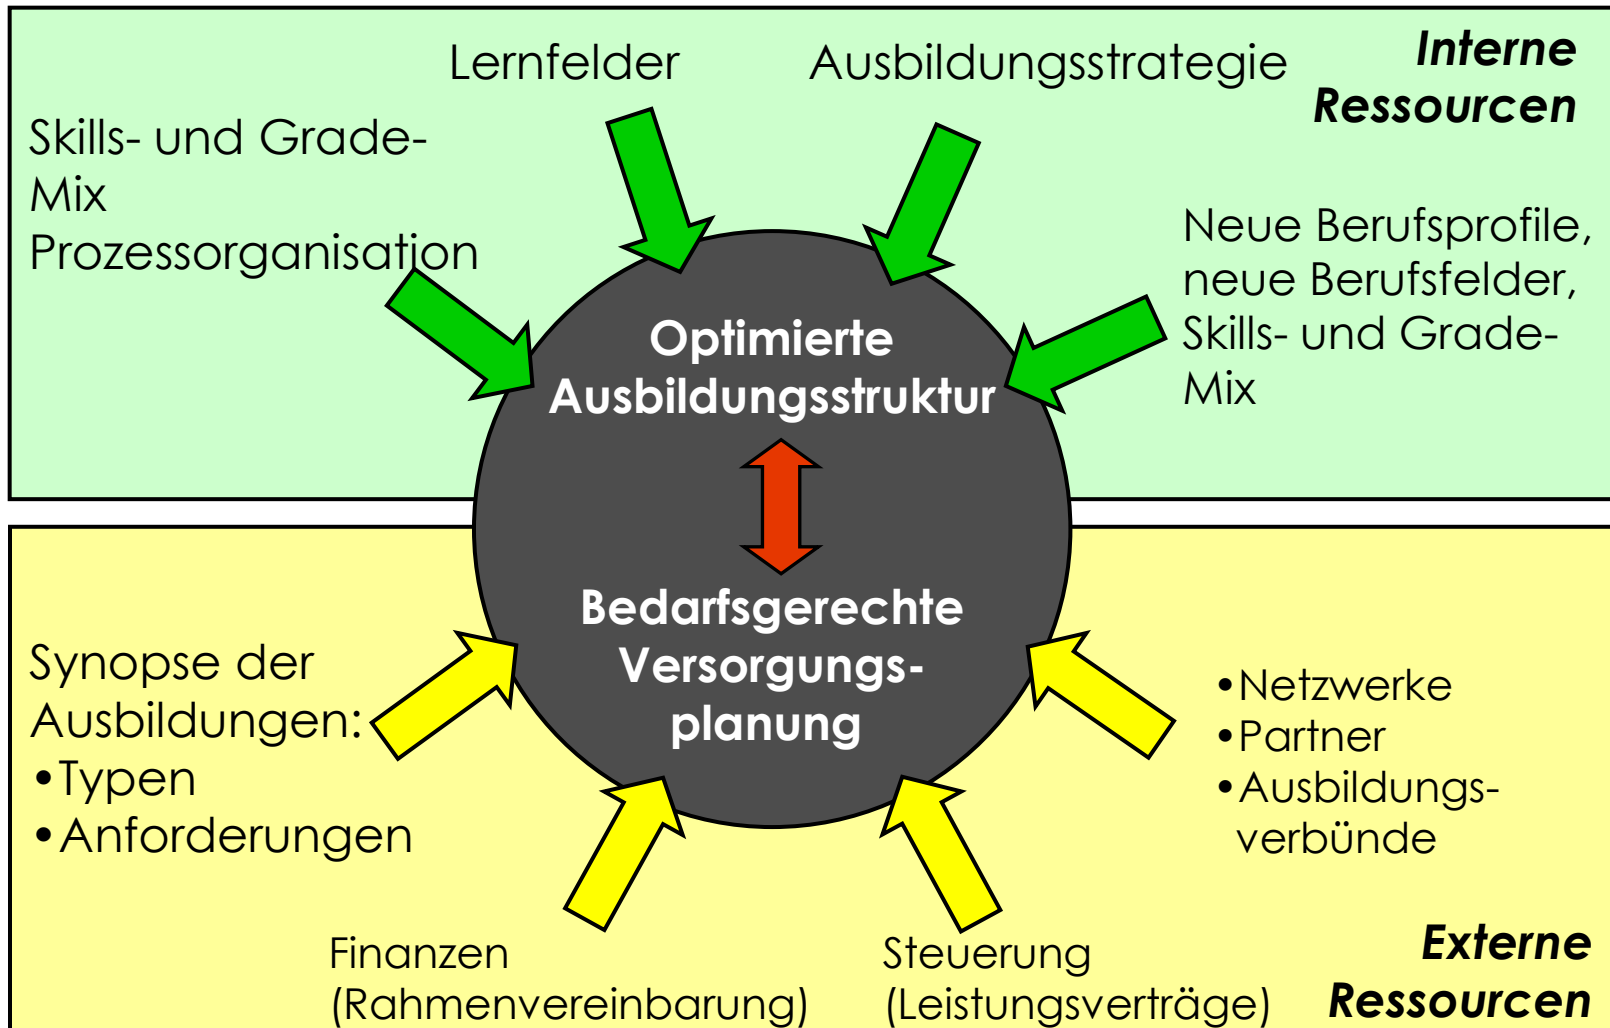 Lernfelder
Ausbildungsstrategie
Interne
Ressourcen
Skills- und Grade-
Mix
Prozessorganisation
Neue Berufsprofile,
neue Berufsfelder,
Skills- und Grade-
Mix
Optimierte
Ausbildungsstruktur
Bedarfsgerechte
Versorgungs-
planung
Synopse der
Ausbildungen:
•Typen
•Anforderungen
•Netzwerke
•Partner
•Ausbildungs-
verbünde
Finanzen
(Rahmenvereinbarung)
Steuerung
(Leistungsverträge)
Externe
Ressourcen